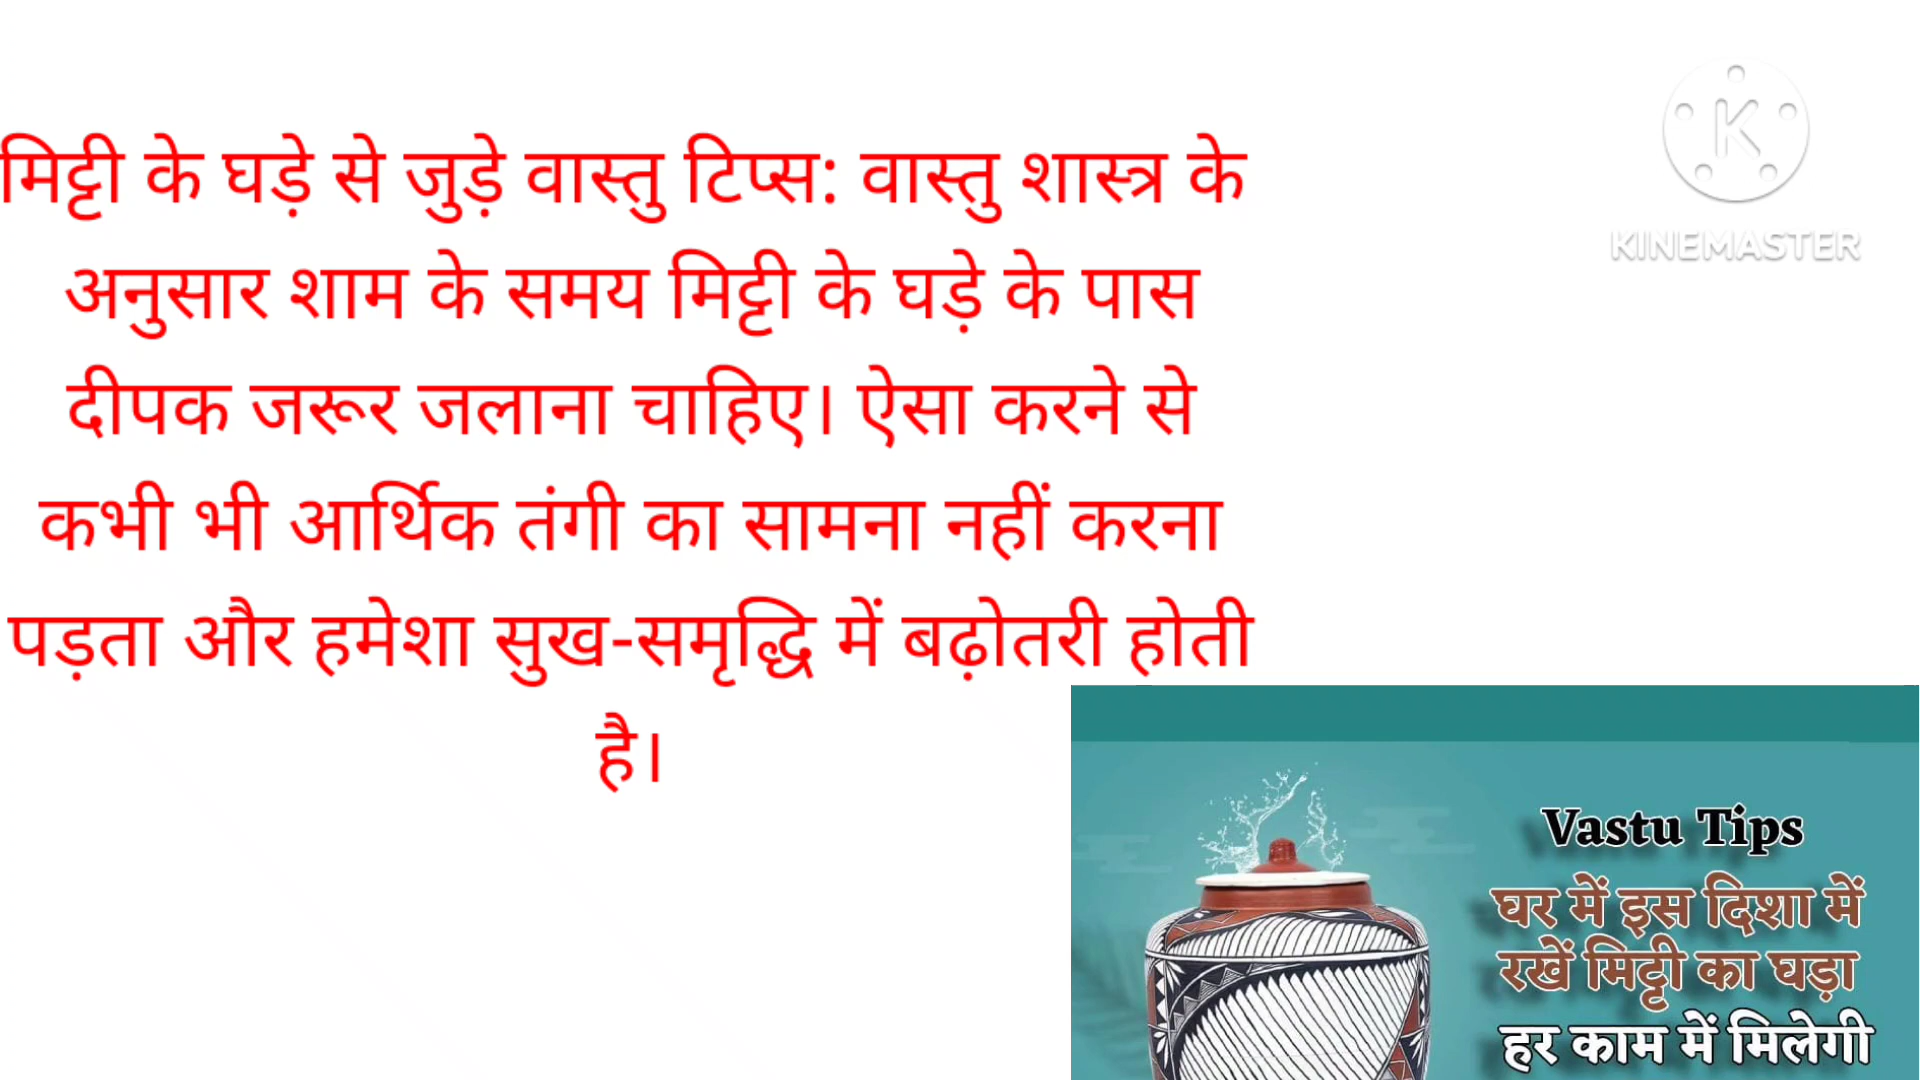 मिट्टी के घड़े से जुड़े वास्तु टिप्स: वास्तु शास्त्र के
अनुसार शाम के समय मिट्टी के घड़े के पास
दीपक जरूर जलाना चाहिए। ऐसा करने से
कभी भी आर्थिक तंगी का सामना नहीं करना
पड़ता और हमेशा सुख-समृद्धि में बढ़ोतरी होती
है।
K
KINEMASTER
Vastu Tips
घर में इस दिशा में
रखें मिट्टी का घड़ा
हर काम में मिलेगी